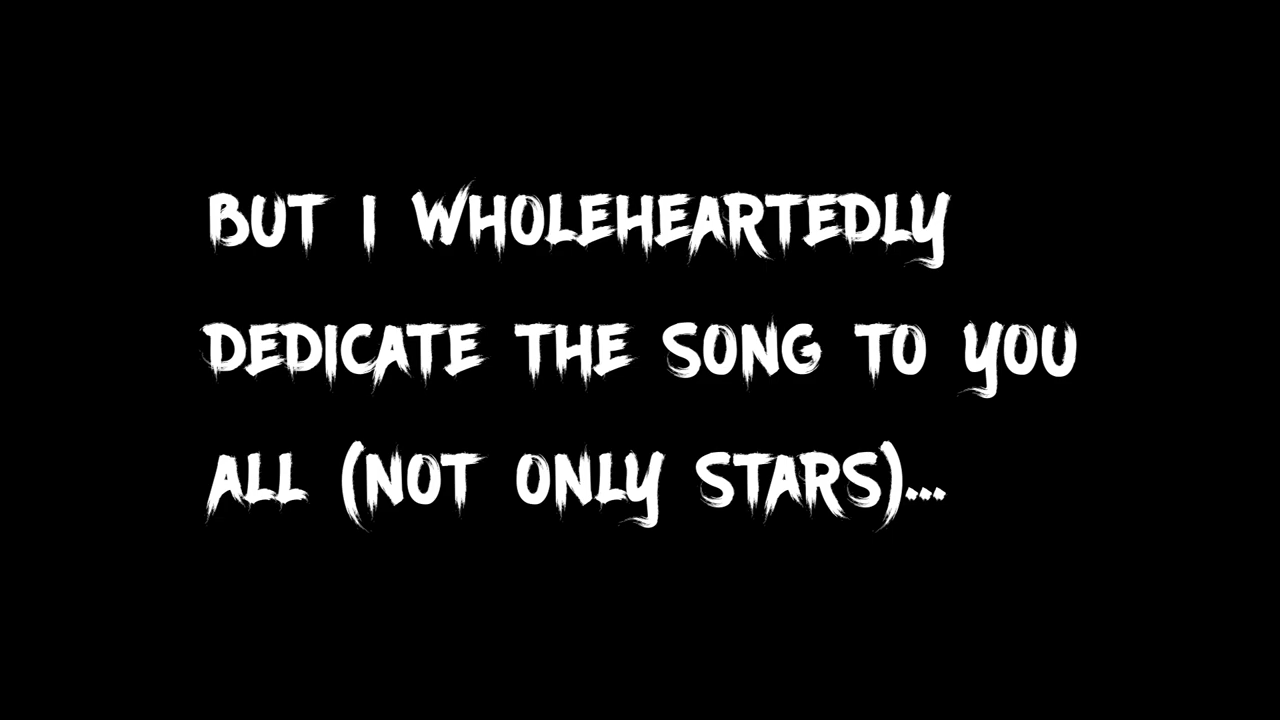 BUT I WHOLEHEARTEDLY
DEDICATE THE SONG TO YOU
ALL (NOT ONLY STARS)...